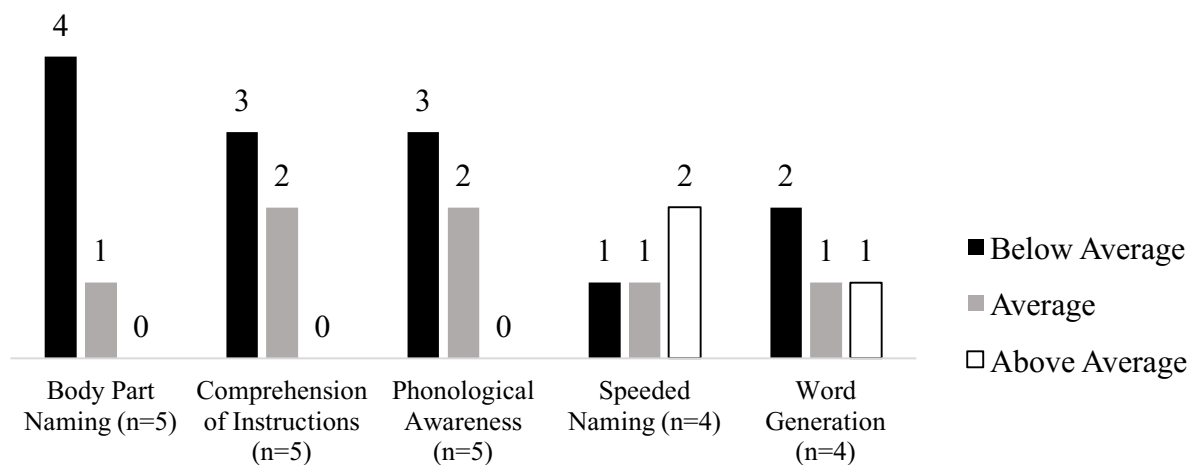 4
1
0
3
2
0
3
2
0
1
1
2
2
1
1
Body Part
Naming (n=5)
Comprehension
of Instructions
(n=5)
Phonological
Awareness
(n=5)
Speeded
Naming (n=4)
Word
Generation
(n=4)
Below Average
Average
Above Average